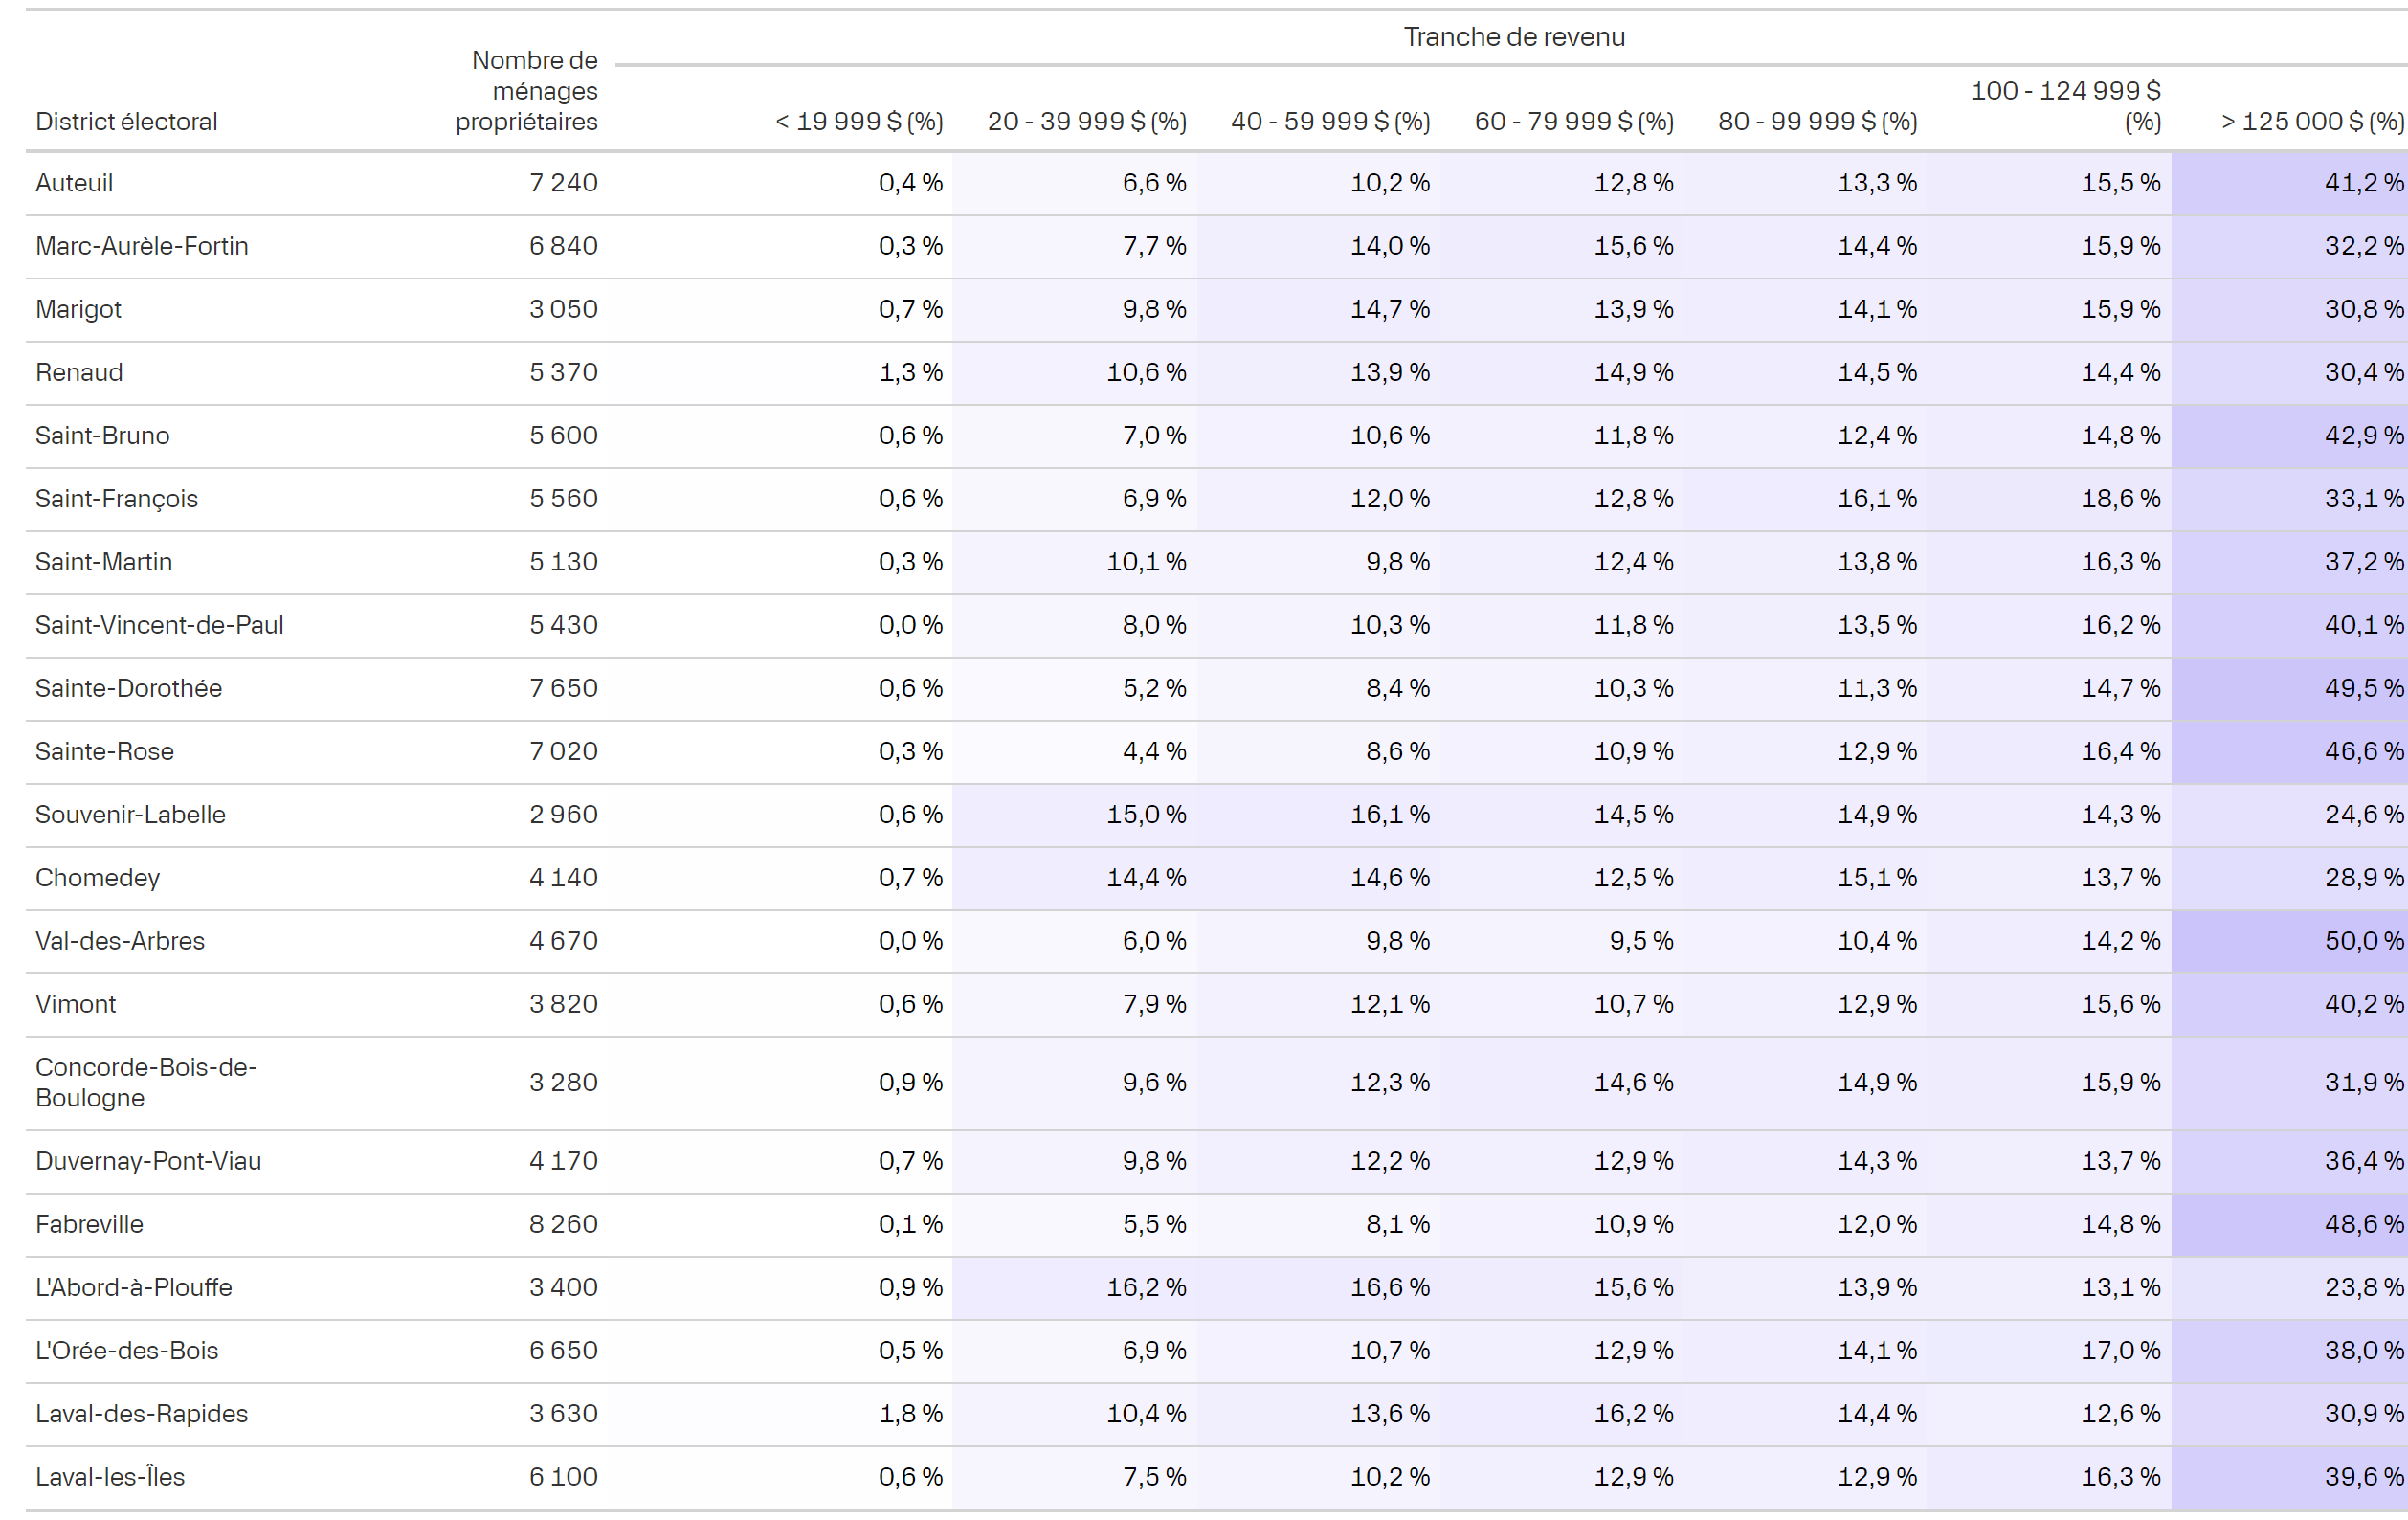 Tranche de revenu
District électoral Nombre de ménages propriétaires < 19 999 $ (%) 20 - 39 999 $ (%) 40 - 59 999 $ (%) 60 - 79 999 $ (%) 80 - 99 999 $ (%) 100 - 124 999 $ (%) > 125 000 $ (%)
Auteuil 7 240 0,4 % 6,6 % 10,2 % 12,8 % 13,3 % 15,5 % 41,2 %
Marc-Aurèle-Fortin 6 840 0,3 % 7,7 % 14,0 % 15,6 % 14,4 % 15,9 % 32,2 %
Marigot 3 050 0,7 % 9,8 % 14,7 % 13,9 % 14,1 % 15,9 % 30,8 %
Renaud 5 370 1,3 % 10,6 % 13,9 % 14,9 % 14,5 % 14,4 % 30,4 %
Saint-Bruno 5 600 0,6 % 7,0 % 10,6 % 11,8 % 12,4 % 14,8 % 42,9 %
Saint-François 5 560 0,6 % 6,9 % 12,0 % 12,8 % 16,1 % 18,6 % 33,1 %
Saint-Martin 5 130 0,3 % 10,1 % 9,8 % 12,4 % 13,8 % 16,3 % 37,2 %
Saint-Vincent-de-Paul 5 430 0,0 % 8,0 % 10,3 % 11,8 % 13,5 % 16,2 % 40,1 %
Sainte-Dorothée 7 650 0,6 % 5,2 % 8,4 % 10,3 % 11,3 % 14,7 % 49,5 %
Sainte-Rose 7 020 0,3 % 4,4 % 8,6 % 10,9 % 12,9 % 16,4 % 46,6 %
Souvenir-Labelle 2 960 0,6 % 15,0 % 16,1 % 14,5 % 14,9 % 14,3 % 24,6 %
Chomedey 4 140 0,7 % 14,4 % 14,6 % 12,5 % 15,1 % 13,7 % 28,9 %
Val-des-Arbres 4 670 0,0 % 6,0 % 9,8 % 9,5 % 10,4 % 14,2 % 50,0 %
Vimont 3 820 0,6 % 7,9 % 12,1 % 10,7 % 12,9 % 15,6 % 40,2 %
Concorde-Bois-de-
Boulogne 3 280 0,9 % 9,6 % 12,3 % 14,6 % 14,9 % 15,9 % 31,9 %
Duvernay-Pont-Viau 4 170 0,7 % 9,8 % 12,2 % 12,9 % 14,3 % 13,7 % 36,4 %
Fabreville 8 260 0,1 % 5,5 % 8,1 % 10,9 % 12,0 % 14,8 % 48,6 %
L'Abord-à-Plouffe 3 400 0,9 % 16,2 % 16,6 % 15,6 % 13,9 % 13,1 % 23,8 %
L'Orée-des-Bois 6 650 0,5 % 6,9 % 10,7 % 12,9 % 14,1 % 17,0 % 38,0 %
Laval-des-Rapides 3 630 1,8 % 10,4 % 13,6 % 16,2 % 14,4 % 12,6 % 30,9 %
Laval-les-Îles 6 100 0,6 % 7,5 % 10,2 % 12,9 % 12,9 % 16,3 % 39,6 %